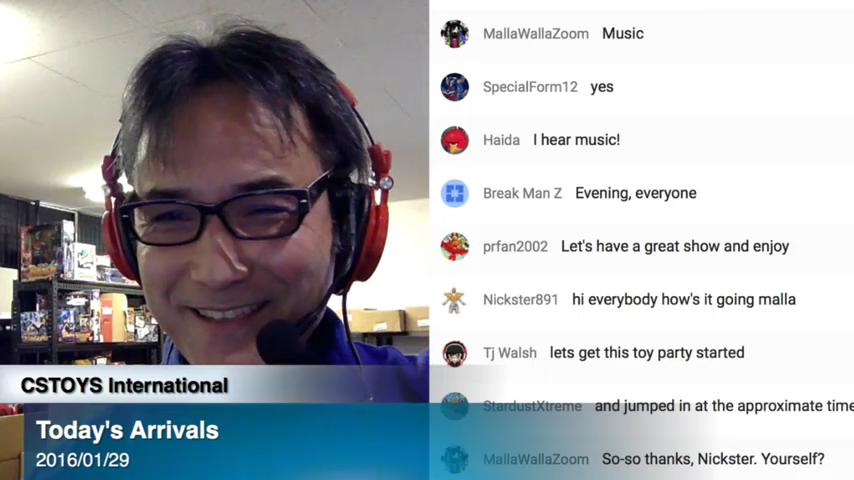 MallaWallaZoom Music
SpecialForm12 yes
Haida I hear music!
Break Man Z Evening, everyone
prfan2002 Let's have a great show and enjoy
Nickster891 hi everybody how's it going malla
Tj Walsh lets get this toy party started
StardustXtreme and jumped in at the approximate time
MallaWallaZoom So-so thanks, Nickster. Yourself?
CSTOYS International
Today's Arrivals
2016/01/29